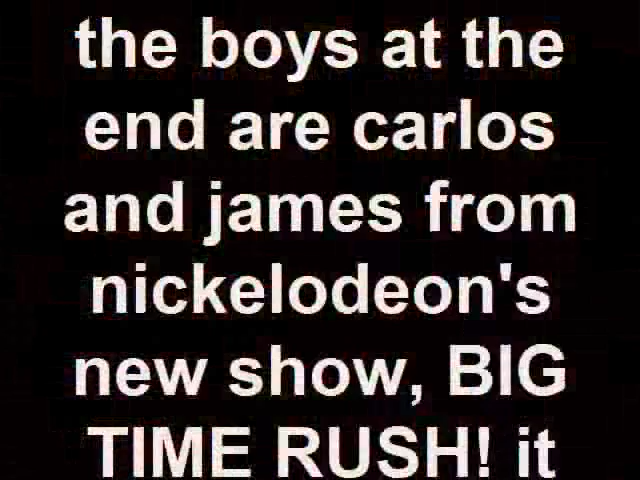 the boys at the
end are carlos
and james from
nickelodeon's
new show, BIG
TIME RUSH! it